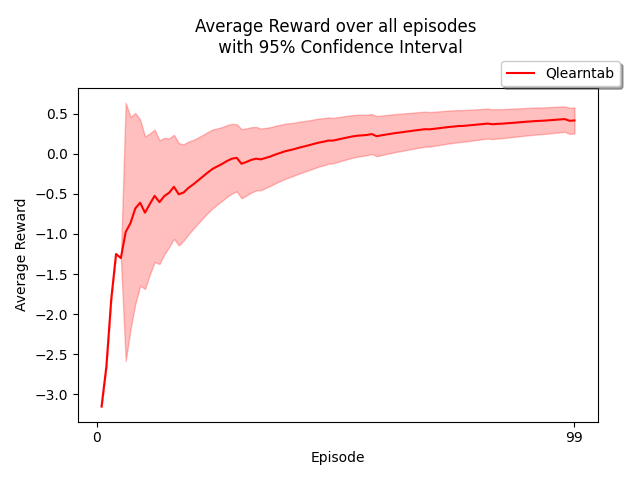 Average Reward over all episodes
with 95% Confidence Interval
Qlearntab
0.5
0.0
−0.5
−1.0
−1.5
−2.0
−2.5
−3.0
Average Reward
0
99
Episode